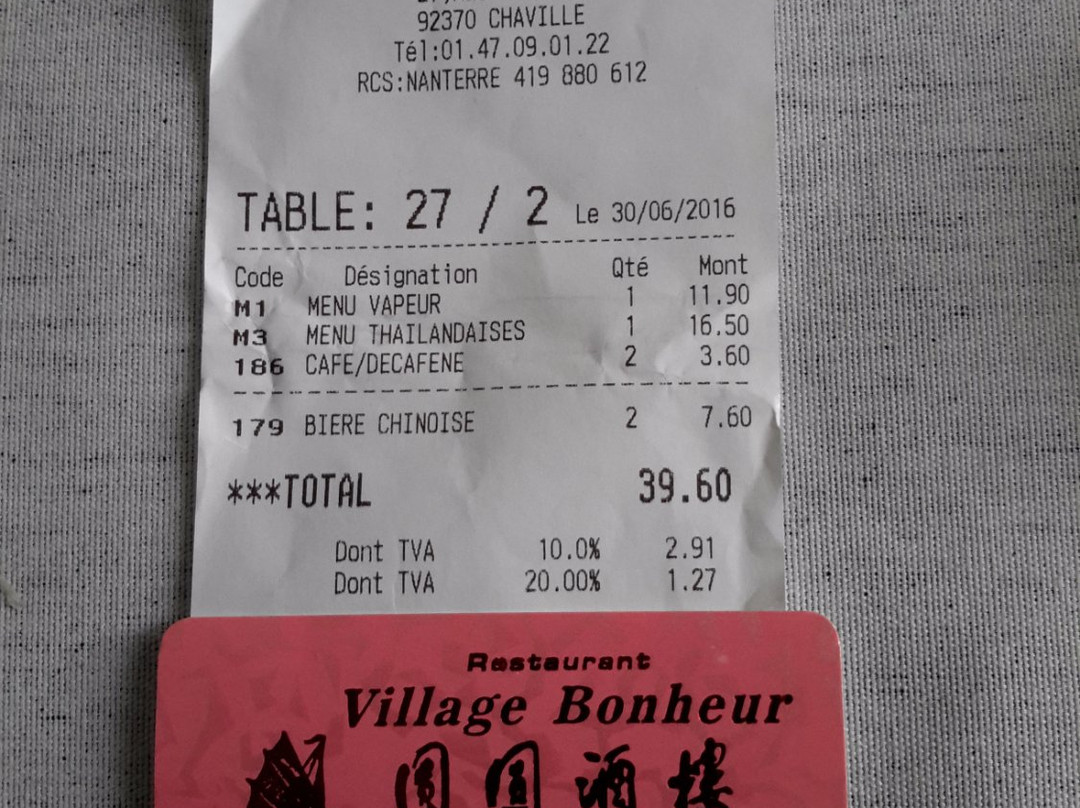 92370 CHAVILLE
Tél:01.47.09.01.22
RCS:NANTERRE 419 880 612
TABLE: 27 / 2 Le 30/06/2016
Code Désignation Qté Mont
M1 MENU VAPEUR 1 11.90
M3 MENU THAILANDAISES 1 16.50
186 CAFE/DECAFENE 2 3.60
179 BIERE CHINOISE 2 7.60
***TOTAL 39.60
Dont TVA 10.0% 2.91
Dont TVA 20.00% 1.27
Restaurant
Village Bonheur
圓圓酒樓